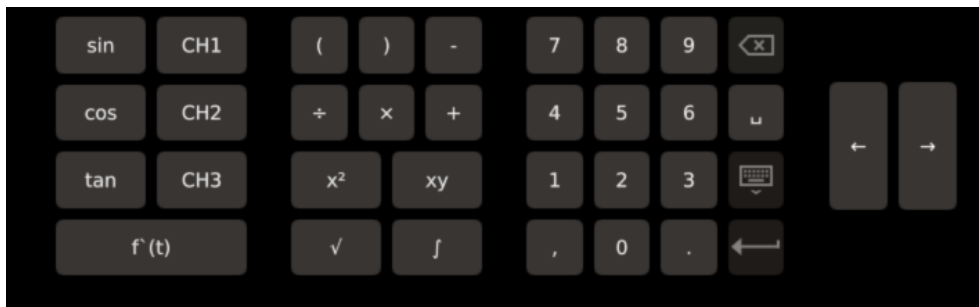 sin CH1 ( ) - 7 8 9
cos CH2 ÷ × + 4 5 6 ␣
← →
tan CH3 x² xy 1 2 3
f`(t) √ ∫ , 0 .